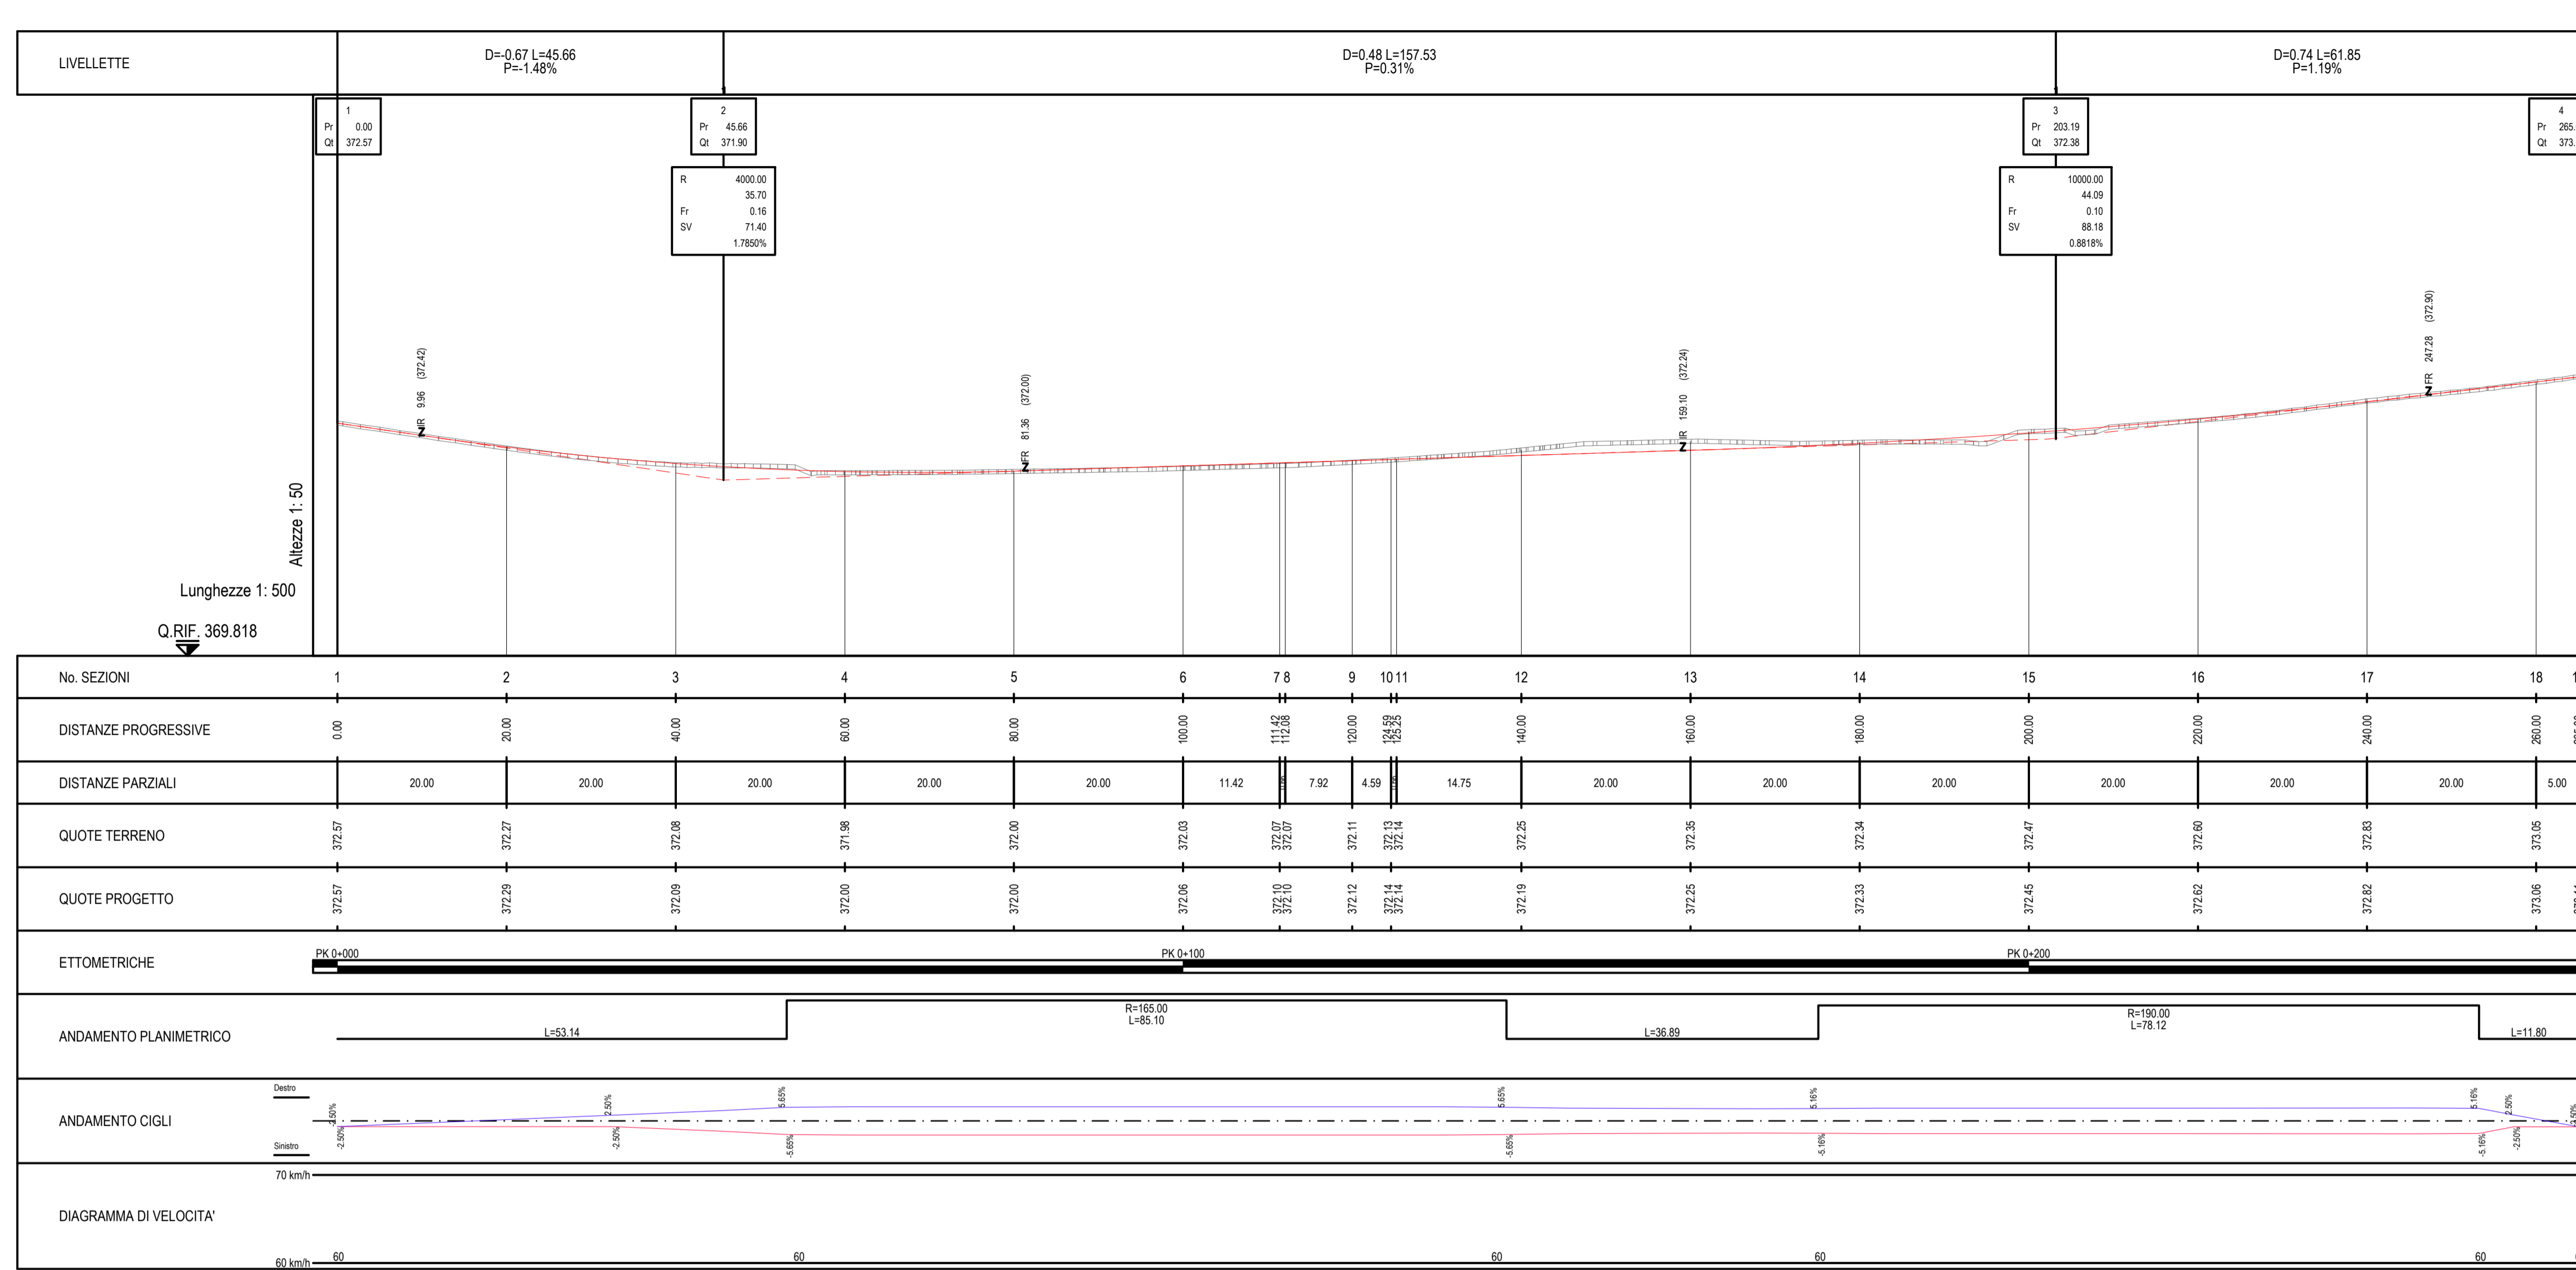 LIVELLETTE
D=-0.67 L=45.66
P=-1.48%
D=0.48 L=157.53
P=0.31%
D=0.74 L=61.85
P=1.19%
1
Pr 0.00
Qt 372.57
2
Pr 45.66
Qt 371.90
R 4000.00
35.70
Fr 0.16
SV 71.40
1.7850%
3
Pr 203.19
Qt 372.38
R 10000.00
44.09
Fr 0.10
SV 88.18
0.8818%
4
Pr 265.
Qt 373.
IR 9.96 (372.42)
FR 81.36 (372.00)
IR 159.10 (372.24)
FR 247.28 (372.90)
Altezze 1: 50
Lunghezze 1: 500
Q.RIF. 369.818
No. SEZIONI 1 2 3 4 5 6 7 8 9 10 11 12 13 14 15 16 17 18
DISTANZE PROGRESSIVE 0.00 20.00 40.00 60.00 80.00 100.00 111.42 112.08 120.00 124.59 125.25 140.00 160.00 180.00 200.00 220.00 240.00 260.00
DISTANZE PARZIALI 20.00 20.00 20.00 20.00 20.00 11.42 7.92 4.59 14.75 20.00 20.00 20.00 20.00 20.00 20.00 5.00
QUOTE TERRENO 372.57 372.27 372.08 371.98 372.00 372.03 372.07 372.07 372.11 372.13 372.14 372.25 372.35 372.34 372.47 372.60 372.83 373.05
QUOTE PROGETTO 372.57 372.29 372.09 372.00 372.00 372.06 372.10 372.10 372.12 372.14 372.14 372.19 372.25 372.33 372.45 372.62 372.82 373.06
ETTOMETRICHE
PK 0+000 PK 0+100 PK 0+200
ANDAMENTO PLANIMETRICO
L=53.14
R=165.00
L=85.10
L=36.89
R=190.00
L=78.12
L=11.80
ANDAMENTO CIGLI
Destro
-2.50% 2.50% 5.65% 5.65% 5.16% 5.16% 2.50%
Sinistro
-2.50% -2.50% -5.65% -5.65% -5.16% -5.16% -2.50%
DIAGRAMMA DI VELOCITA'
70 km/h
60 km/h
60 60 60 60 60